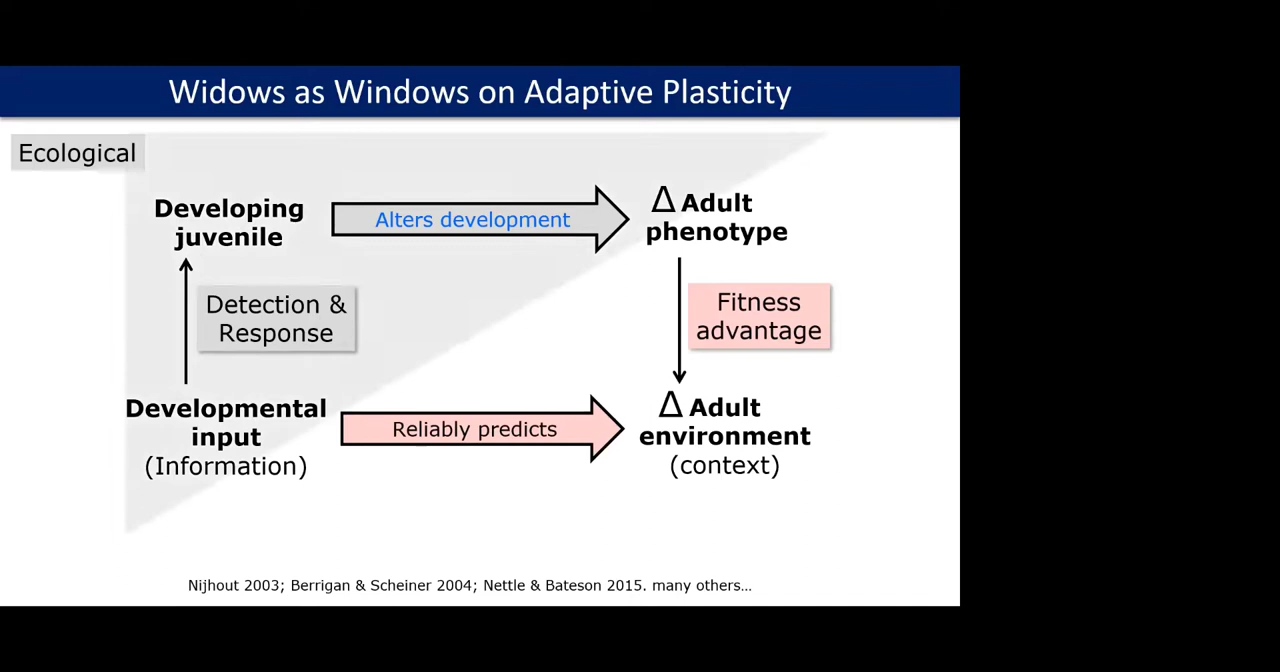 Widows as Windows on Adaptive Plasticity
Ecological
Developing
juvenile
Alters development
Δ Adult
phenotype
Detection &
Response
Fitness
advantage
Developmental
input
(Information)
Reliably predicts
Δ Adult
environment
(context)
Nijhout 2003; Berrigan & Scheiner 2004; Nettle & Bateson 2015. many others…